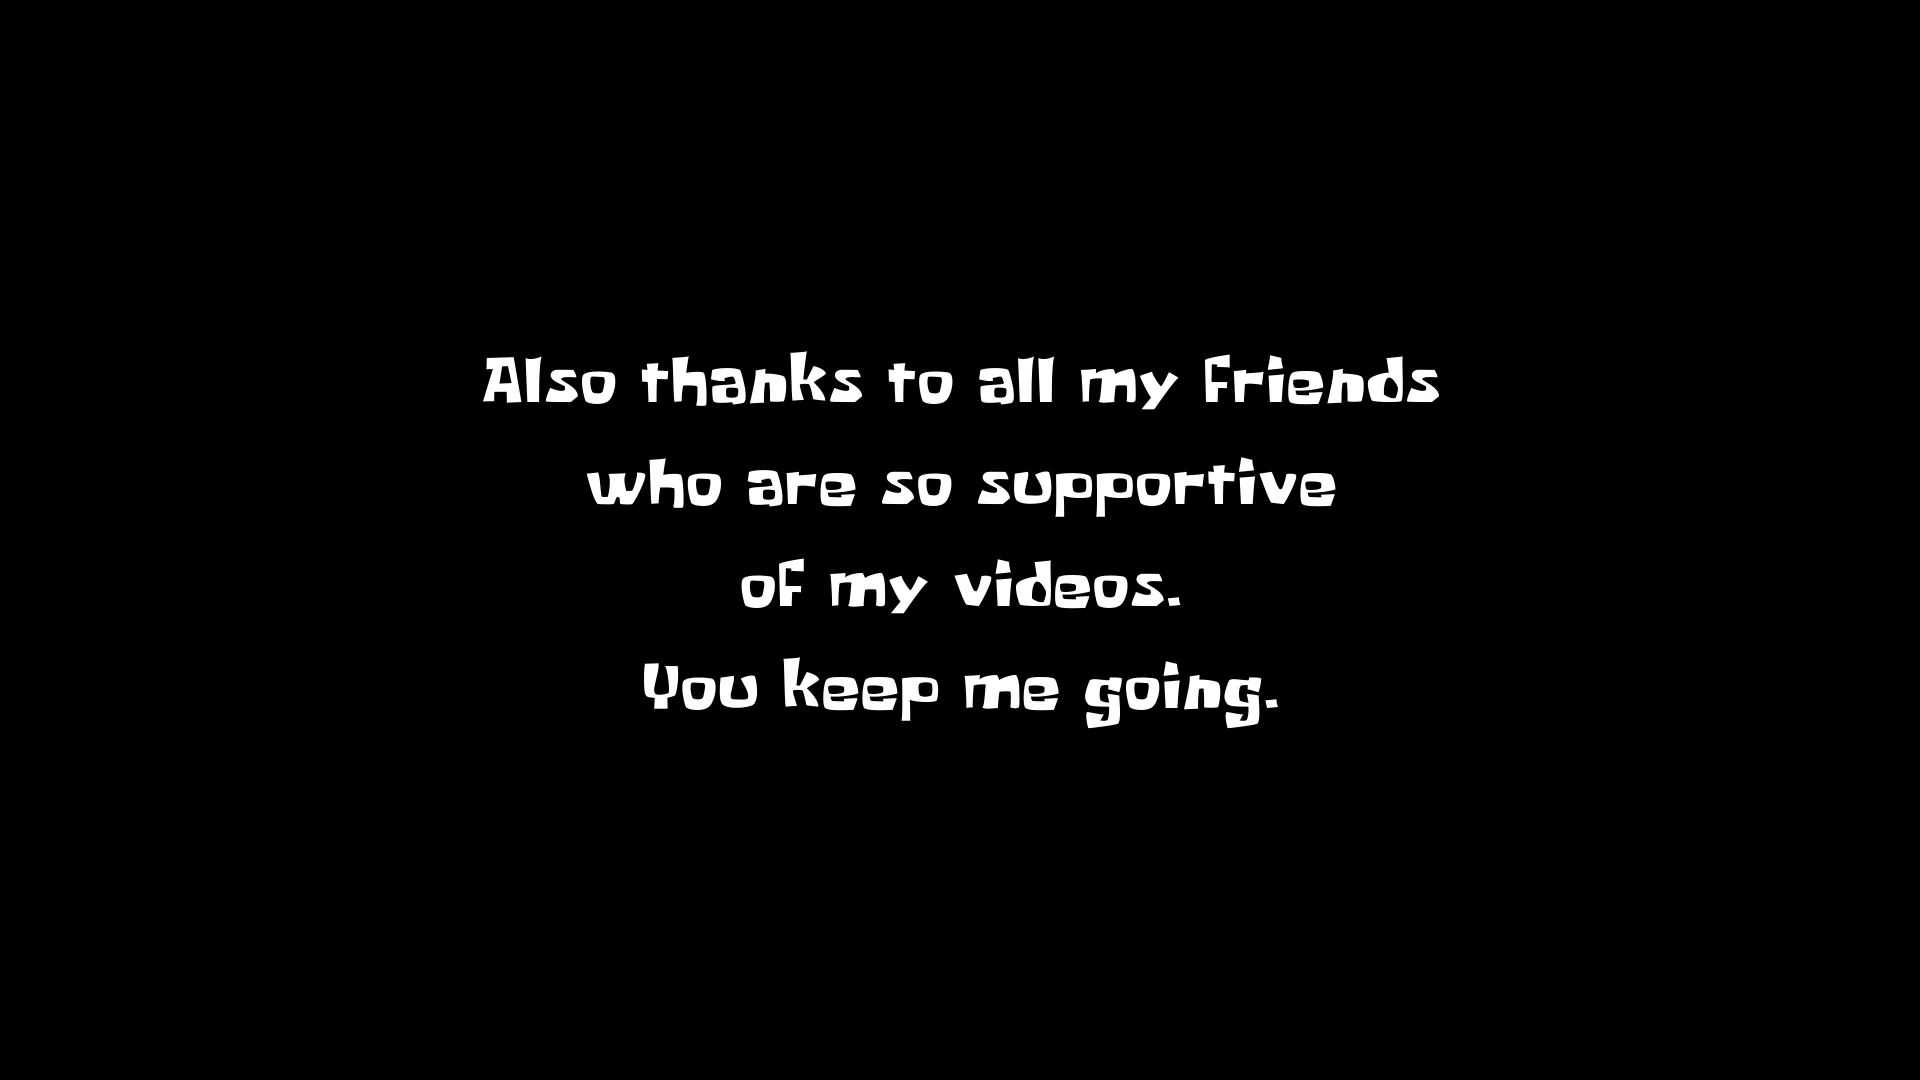 Also thanks to all my friends
who are so supportive
of my videos.
You keep me going.